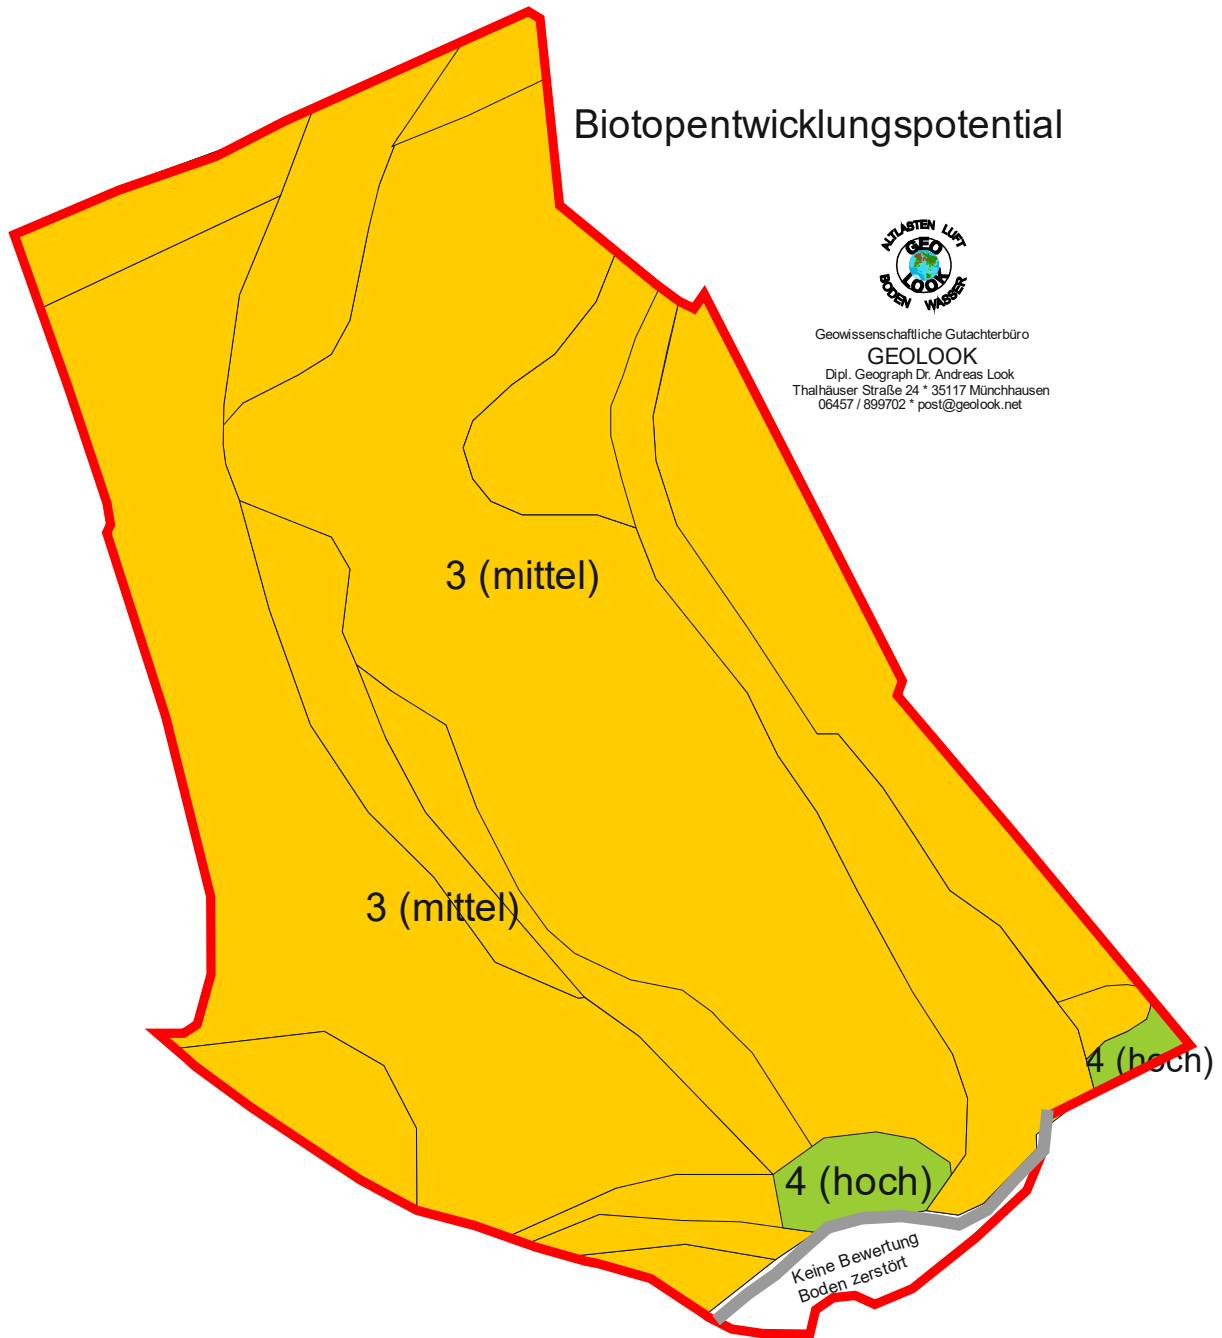 Biotopentwicklungspotential
ALTLASTEN LUFT
GEO
LOOK
BODEN WASSER
Geowissenschaftliche Gutachterbüro
GEOLOOK
Dipl. Geograph Dr. Andreas Look
Thalhäuser Straße 24 * 35117 Münchhausen
06457 / 899702 * post@geolook.net
3 (mittel)
3 (mittel)
4 (hoch)
4 (hoch)
Keine Bewertung
Boden zerstört